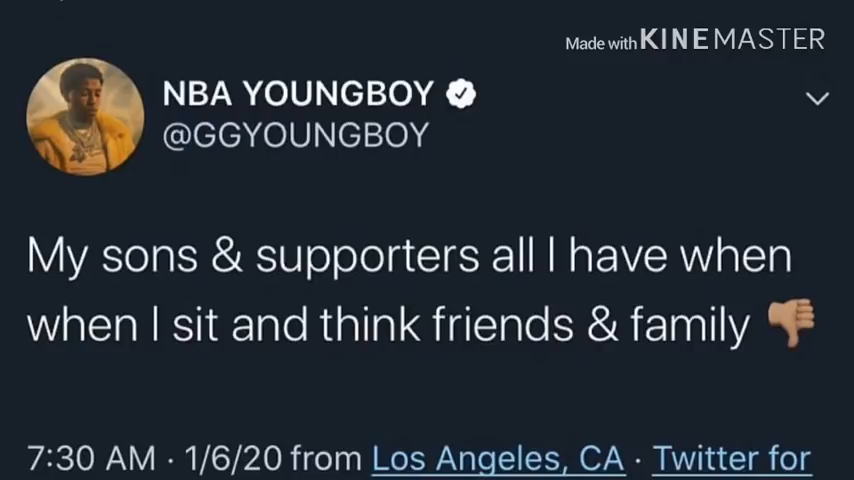 Made with KINEMASTER
NBA YOUNGBOY
@GGYOUNGBOY
My sons & supporters all I have when
when I sit and think friends & family 👎🏽
7:30 AM · 1/6/20 from Los Angeles, CA · Twitter for